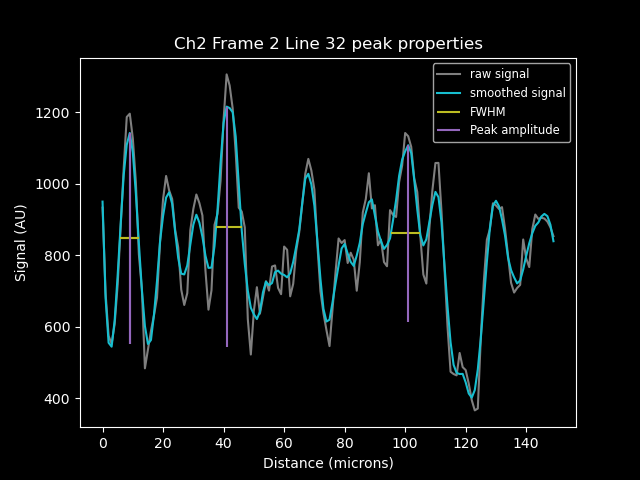 Ch2 Frame 2 Line 32 peak properties
raw signal
smoothed signal
FWHM
Peak amplitude
1200
1000
800
600
400
Signal (AU)
0 20 40 60 80 100 120 140
Distance (microns)